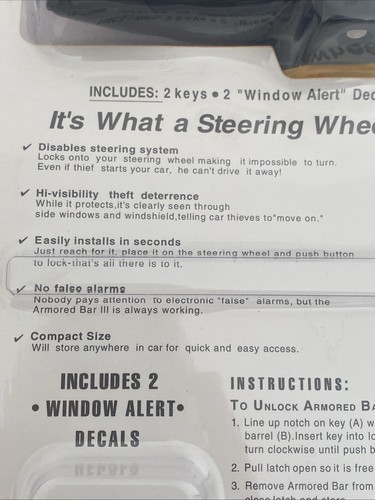 INCLUDES: 2 keys • 2 "Window Alert"
It's What a Steering
✔ Disables steering system
Locks onto your steering wheel making it impossible to turn.
Even if thief starts your car, he can't drive it away!
✔ Hi-visibility theft deterrence
While it protects,it's clearly seen through
side windows and windshield,telling car thieves to"move on."
✔ Easily installs in seconds
Just reach for it, place it on the steering wheel and push button
to lock-that's all there is to it.
✔ No false alarms
Nobody pays attention to electronic "false" alarms, but the
Armored Bar III is always working.
✔ Compact Size
Will store anywhere in car for quick and easy access.
INCLUDES 2
• WINDOW ALERT•
DECALS
INSTRUCTIONS:
TO UNLOCK ARMORED
1. Line up notch on key (A)
barrel (B).Insert key into
turn clockwise until push
2. Pull latch open so it is free
3. Remove Armored Bar from